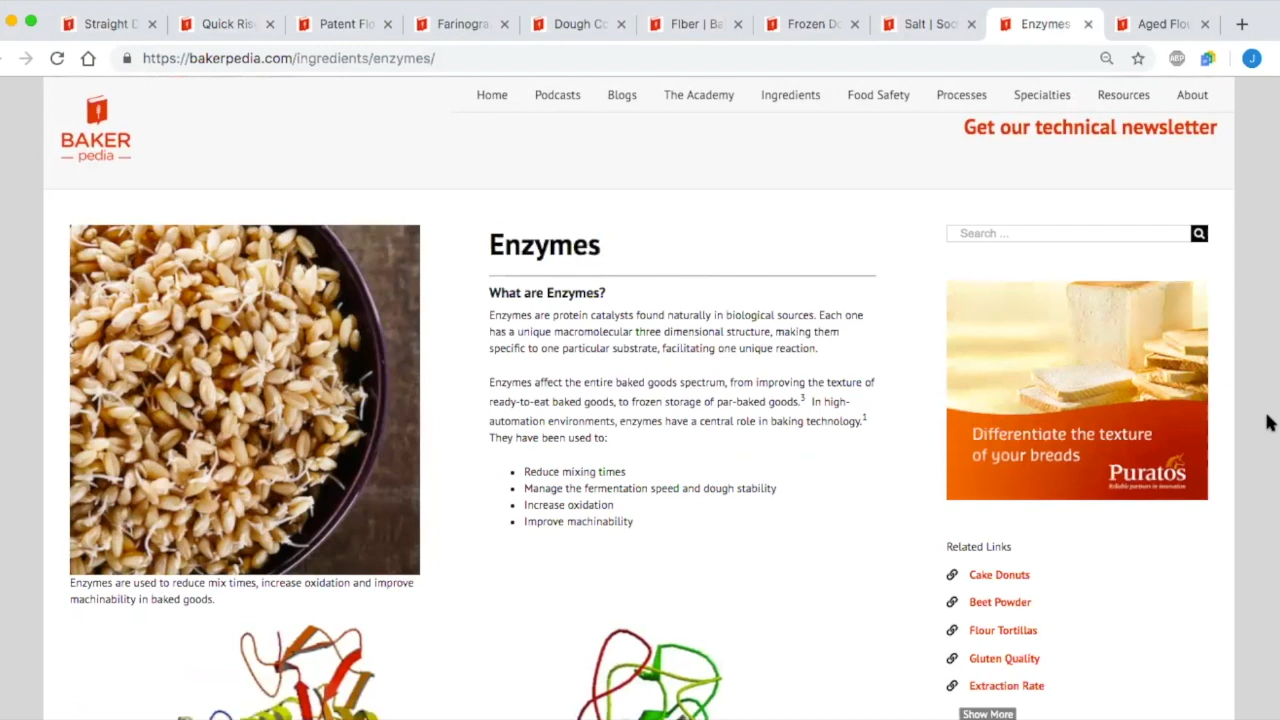 Straight D
Quick Ris
Patent Flo
Farinogra
Dough Co
Fiber | Ba
Frozen Do
Salt | Soc
Enzymes
Aged Flou
https://bakerpedia.com/ingredients/enzymes/
ABP
J
BAKER
pedia
Home
Podcasts
Blogs
The Academy
Ingredients
Food Safety
Processes
Specialties
Resources
About
Get our technical newsletter
Enzymes
What are Enzymes?
Enzymes are protein catalysts found naturally in biological sources. Each one
has a unique macromolecular three dimensional structure, making them
specific to one particular substrate, facilitating one unique reaction.
Enzymes affect the entire baked goods spectrum, from improving the texture of
ready-to-eat baked goods, to frozen storage of par-baked goods.3 In high-
automation environments, enzymes have a central role in baking technology.1
They have been used to:
Reduce mixing times
Manage the fermentation speed and dough stability
Increase oxidation
Improve machinability
Enzymes are used to reduce mix times, increase oxidation and improve
machinability in baked goods.
Search ...
Differentiate the texture
of your breads
Puratos
Reliable partners in innovation
Related Links
Cake Donuts
Beet Powder
Flour Tortillas
Gluten Quality
Extraction Rate
Show More